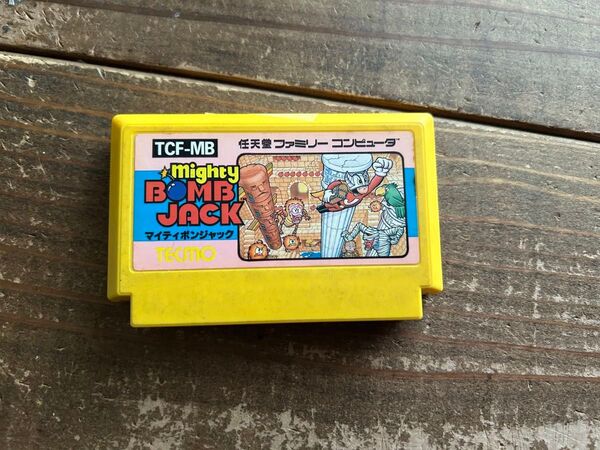 TCF-MB
任天堂 ファミリー コンピュータ
mighty
BOMB
JACK
マイティボンジャック
TECMO